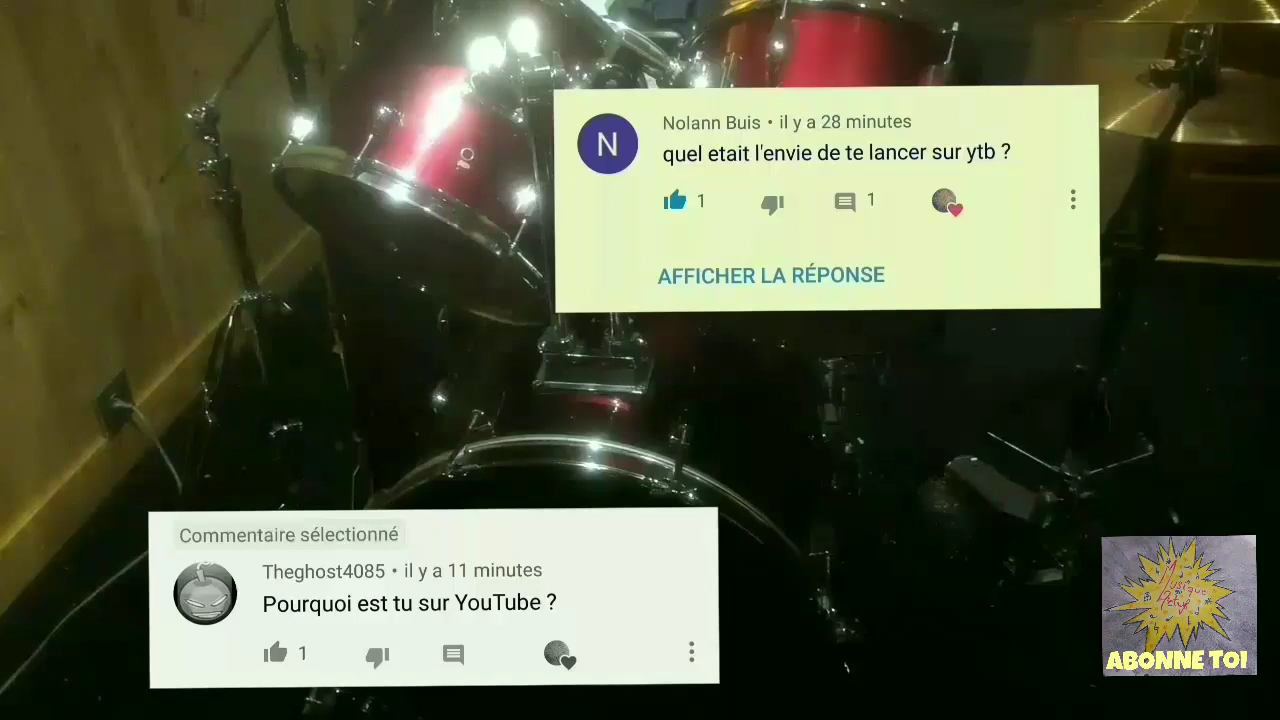 N
Nolann Buis • il y a 28 minutes
quel etait l'envie de te lancer sur ytb ?
1
1
AFFICHER LA RÉPONSE
Commentaire sélectionné
Theghost4085 • il y a 11 minutes
Pourquoi est tu sur YouTube ?
1
Musique
ABONNE TOI